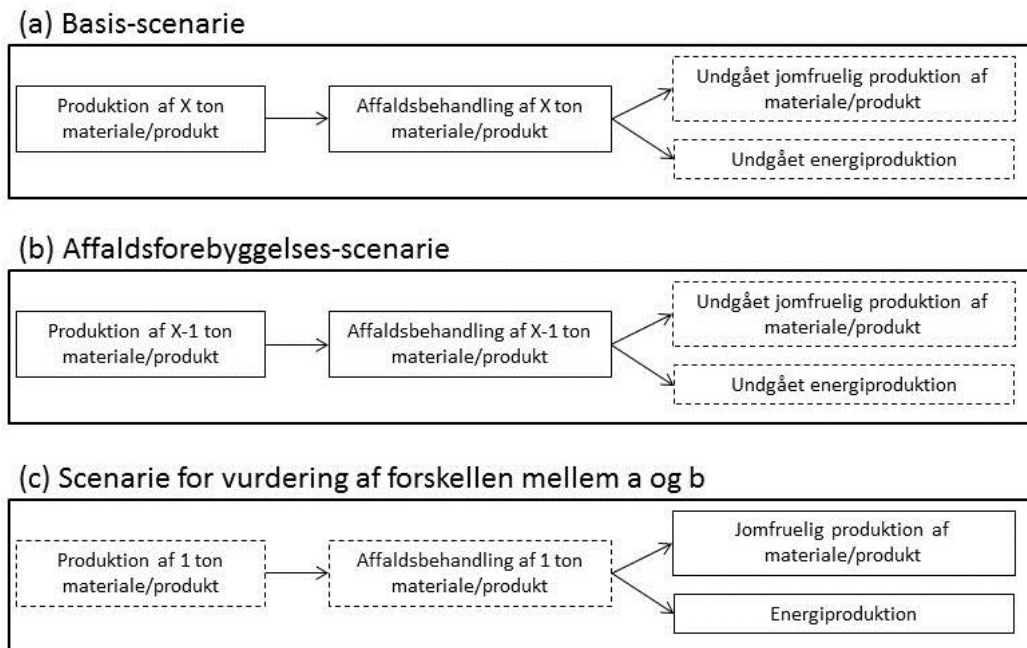 (a) Basis-scenarie
Produktion af X ton
materiale/produkt
Affaldsbehandling af X ton
materiale/produkt
Undgået jomfruelig produktion af
materiale/produkt
Undgået energiproduktion
(b) Affaldsforebyggelses-scenarie
Produktion af X-1 ton
materiale/produkt
Affaldsbehandling af X-1 ton
materiale/produkt
Undgået jomfruelig produktion af
materiale/produkt
Undgået energiproduktion
(c) Scenarie for vurdering af forskellen mellem a og b
Produktion af 1 ton
materiale/produkt
Affaldsbehandling af 1 ton
materiale/produkt
Jomfruelig produktion af
materiale/produkt
Energiproduktion